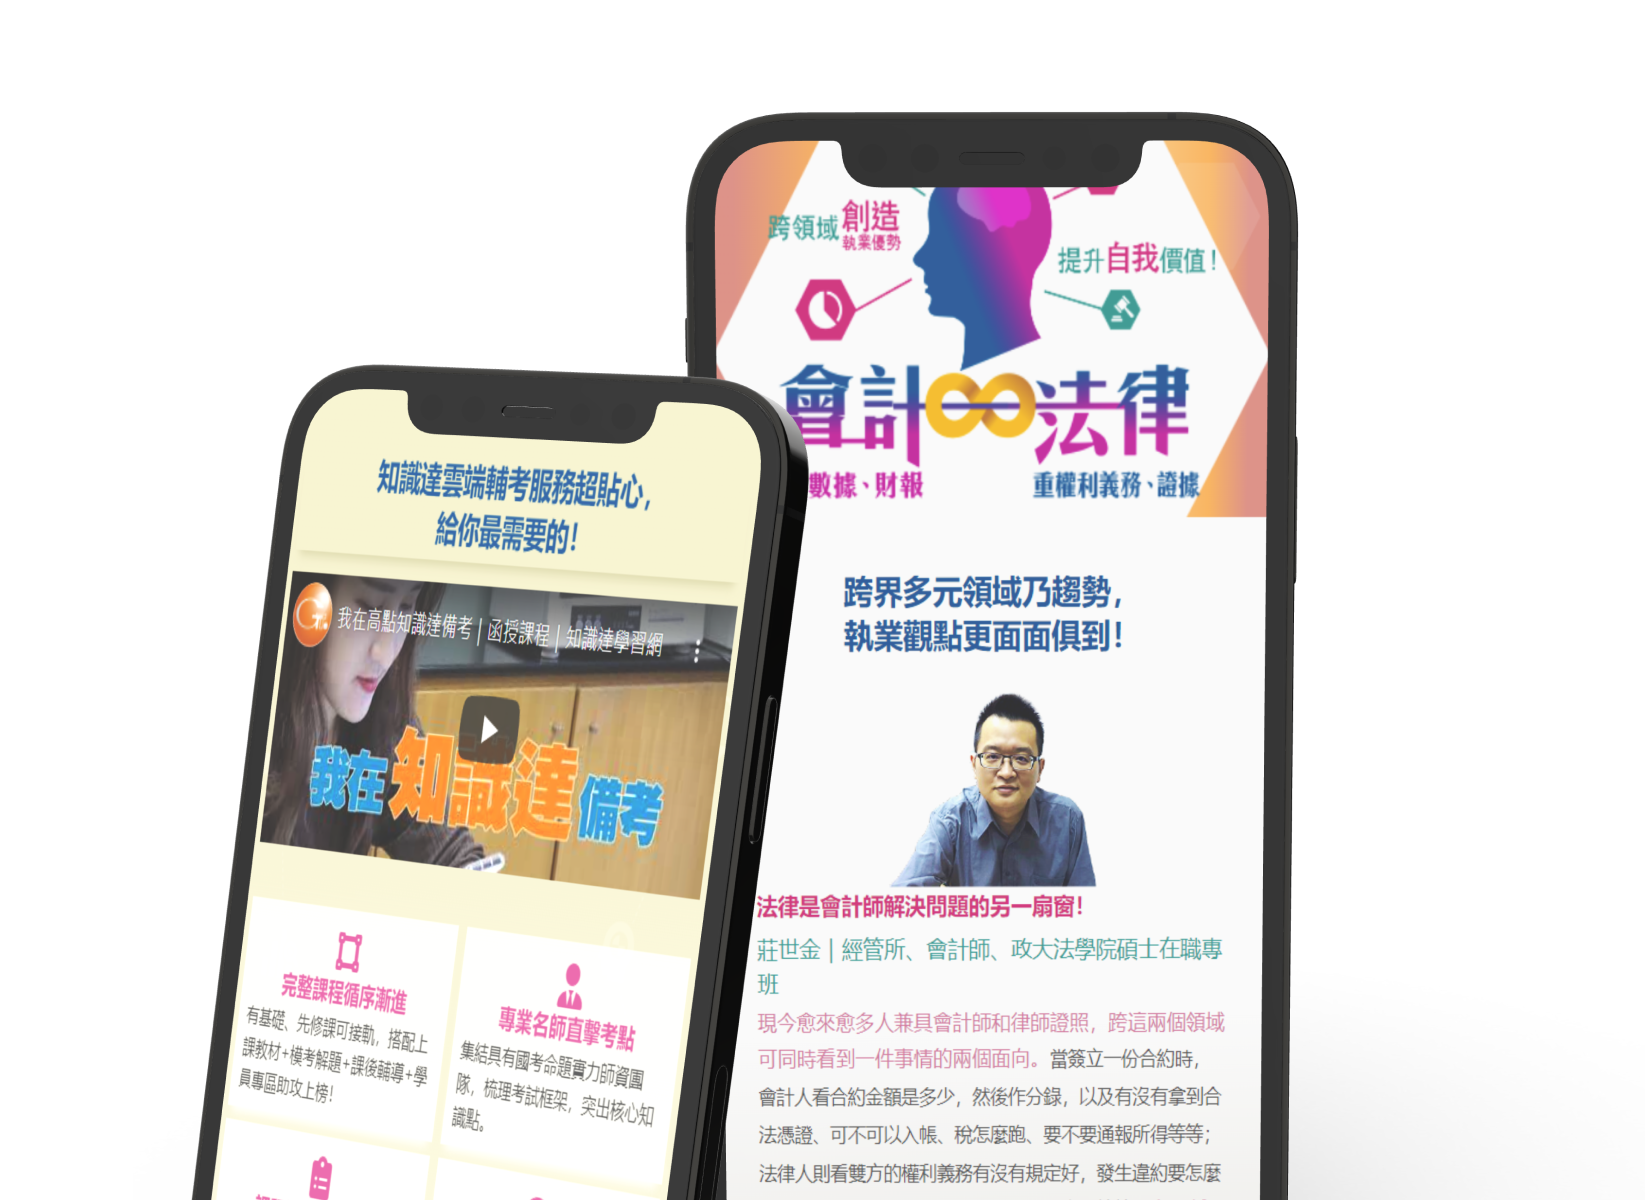 跨領域創造
執業優勢
提升自我價值！
會計∞法律
數據、財報
重權利義務、證據
跨界多元領域乃趨勢，
執業觀點更面面俱到！
法律是會計師解決問題的另一扇窗！
莊世金｜經管所、會計師、政大法學院碩士在職專
班
現今愈來愈多人兼具會計師和律師證照，跨這兩個領域
可同時看到一件事情的兩個面向。當簽立一份合約時，
會計人看合約金額是多少，然後作分錄，以及有沒有拿到合
法憑證、可不可以入帳、稅怎麼跑、要不要通報所得等等；
法律人則看雙方的權利義務有沒有規定好，發生違約要怎麼
知識達雲端輔考服務超貼心，
給你最需要的！
我在高點知識達備考｜函授課程｜知識達學習網
我在知識達備考
完整課程循序漸進
有基礎、先修課可接軌，搭配上
課教材+模考解題+課後輔導+學
員專區助攻上榜！
專業名師直擊考點
集結具有國考命題實力師資團
隊，梳理考試框架，突出核心知
識點。